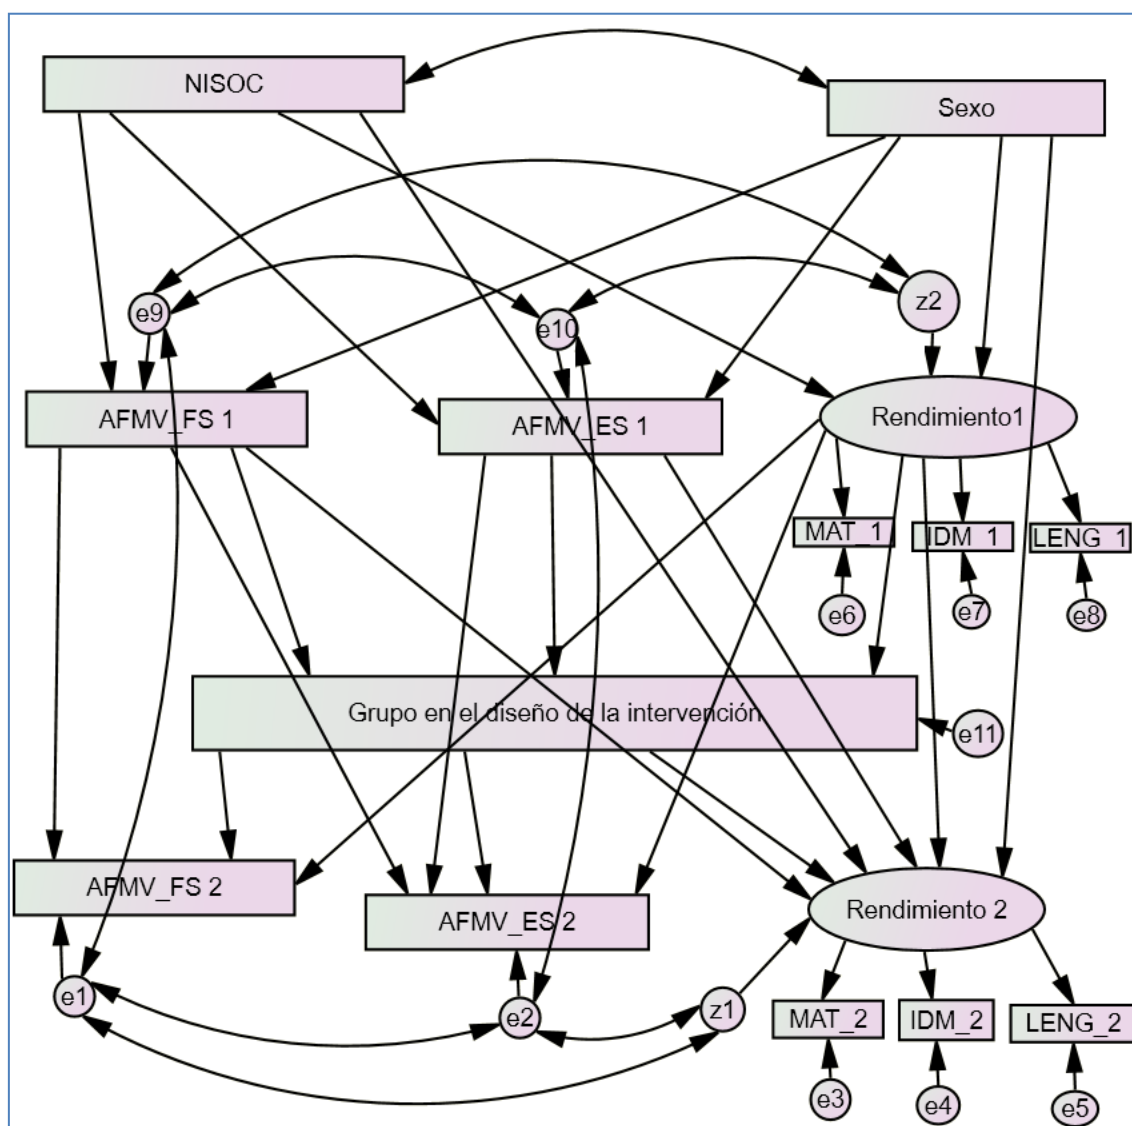 NISOC
Sexo
e9
e10
z2
AFMV_FS 1
AFMV_ES 1
Rendimiento1
MAT_1
IDM_1
LENG_1
e6
e7
e8
Grupo en el diseño de la intervención
e11
AFMV_FS 2
AFMV_ES 2
Rendimiento 2
e1
e2
z1
MAT_2
IDM_2
LENG_2
e3
e4
e5